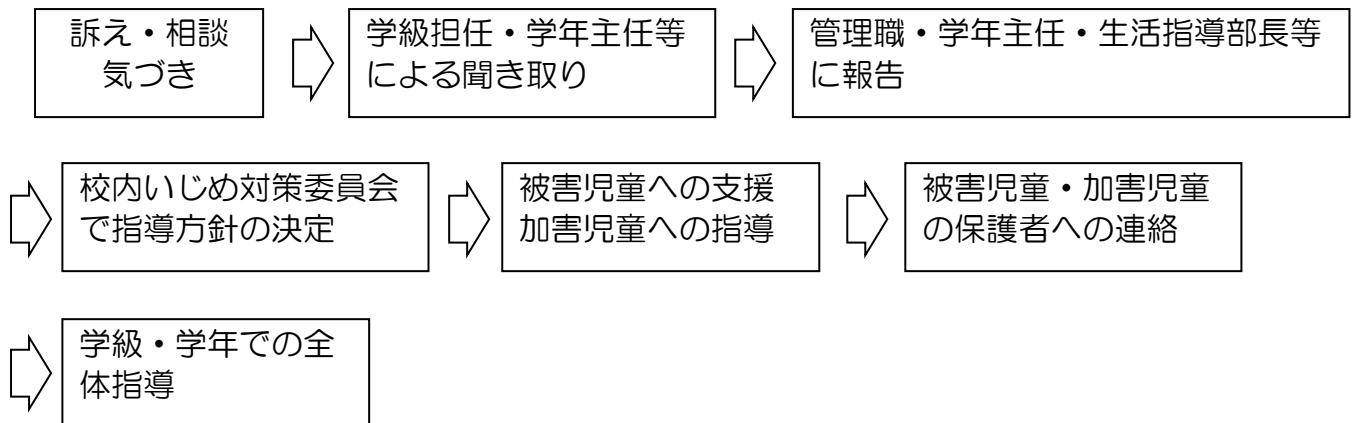 訴え・相談
気づき
学級担任・学年主任等
による聞き取り
管理職・学年主任・生活指導部長等
に報告
校内いじめ対策委員会
で指導方針の決定
被害児童への支援
加害児童への指導
被害児童・加害児童
の保護者への連絡
学級・学年での全
体指導